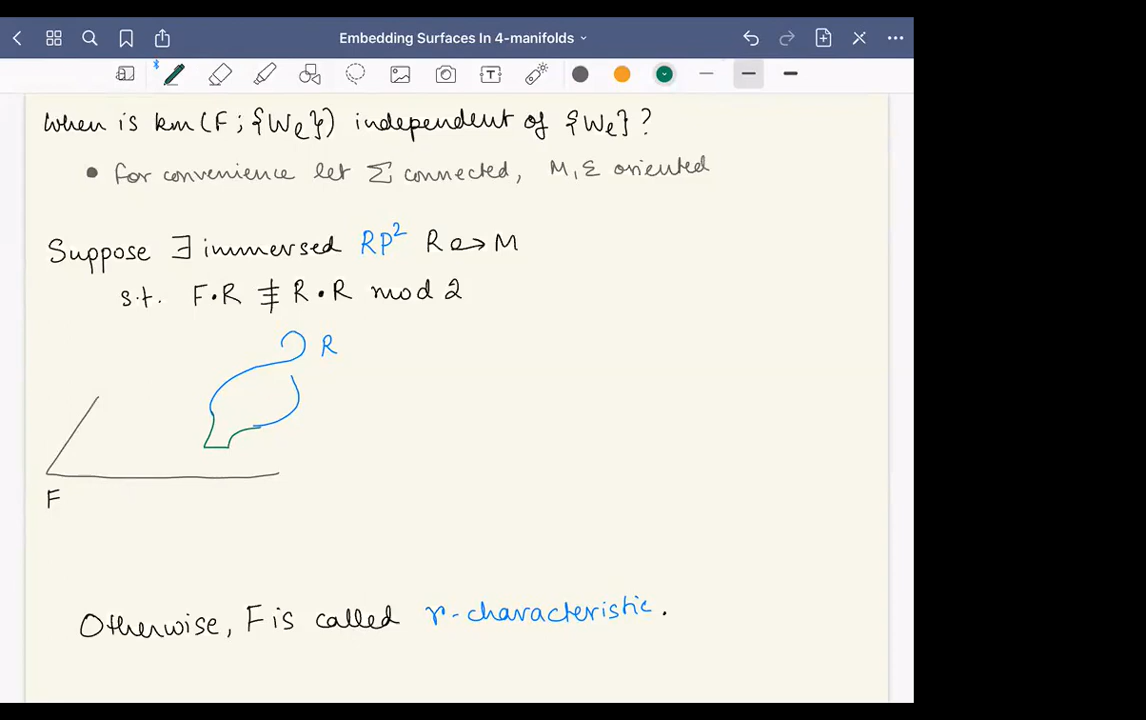 Embedding Surfaces In 4-manifolds
When is km(F; {Wₑ}) independent of {Wₑ}?
• For convenience let Σ connected, M, Σ oriented
Suppose ∃ immersed RP² R ↬ M
s.t. F·R ≢ R·R mod 2
R
F
Otherwise, F is called r-characteristic.